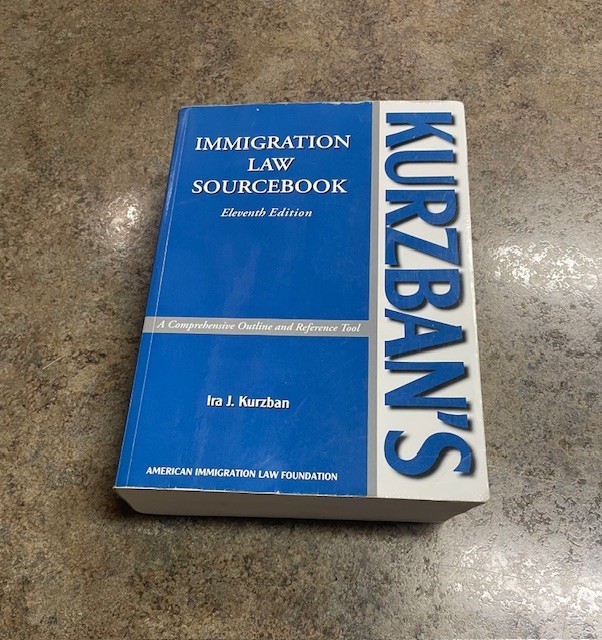 IMMIGRATION
LAW
SOURCEBOOK
Eleventh Edition
A Comprehensive Outline and Reference Tool
Ira J. Kurzban
AMERICAN IMMIGRATION LAW FOUNDATION
KURZBAN'S